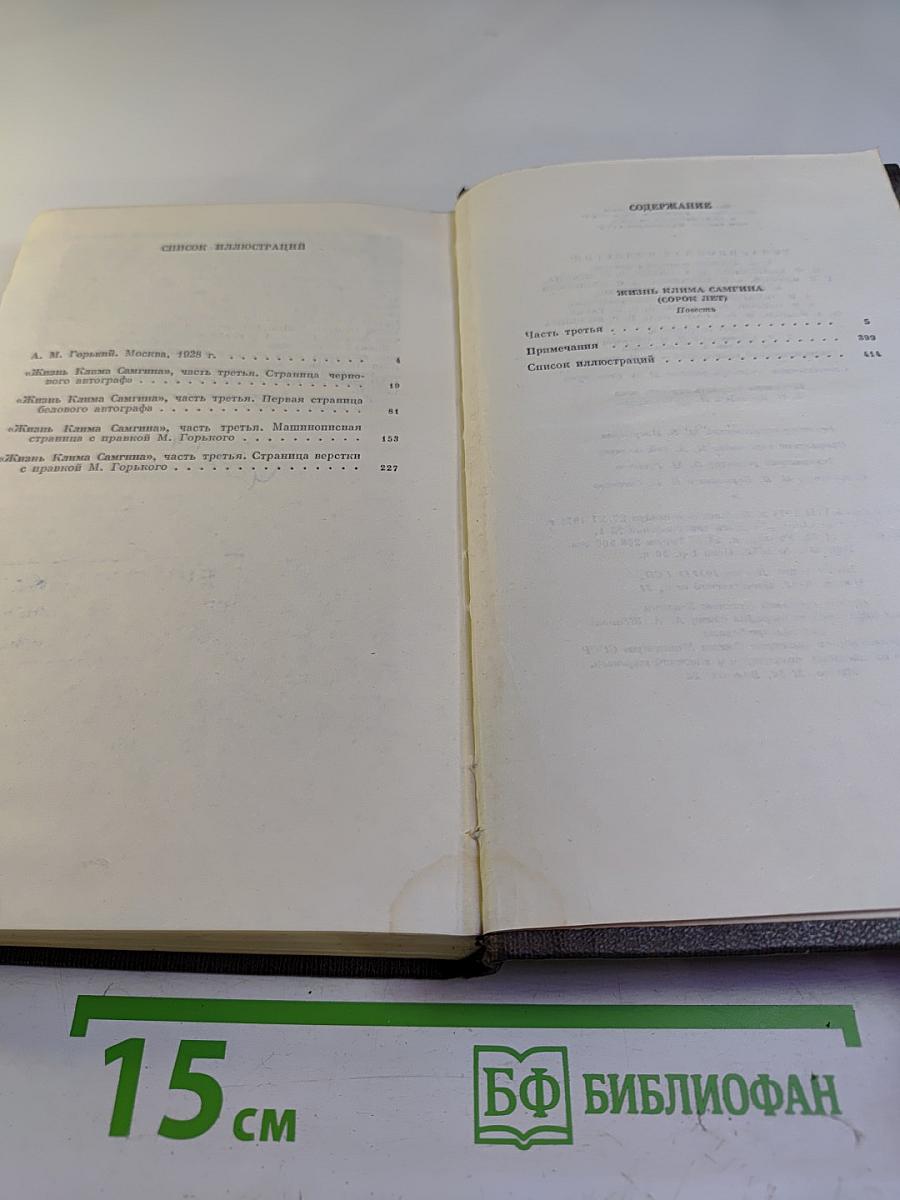 СПИСОК ИЛЛЮСТРАЦИЙ
А. М. Горький. Москва, 1928 г. . . . . . . . . . . . 4
«Жизнь Клима Самгина», часть третья. Страница черно-
вого автографа . . . . . . . . . . . . . . . . . . 19
«Жизнь Клима Самгина», часть третья. Первая страница
белового автографа . . . . . . . . . . . . . . . . 81
«Жизнь Клима Самгина», часть третья. Машинописная
страница с правкой М. Горького . . . . . . . . . . 153
«Жизнь Клима Самгина», часть третья. Страница верстки
с правкой М. Горького . . . . . . . . . . . . . . . 227
СОДЕРЖАНИЕ
ЖИЗНЬ КЛИМА САМГИНА
(СОРОК ЛЕТ)
Повесть
Часть третья . . . . . . . . . . . . . . . . . . . 5
Примечания . . . . . . . . . . . . . . . . . . . . 399
Список иллюстраций . . . . . . . . . . . . . . . 414
15 см
БФ БИБЛИОФАН